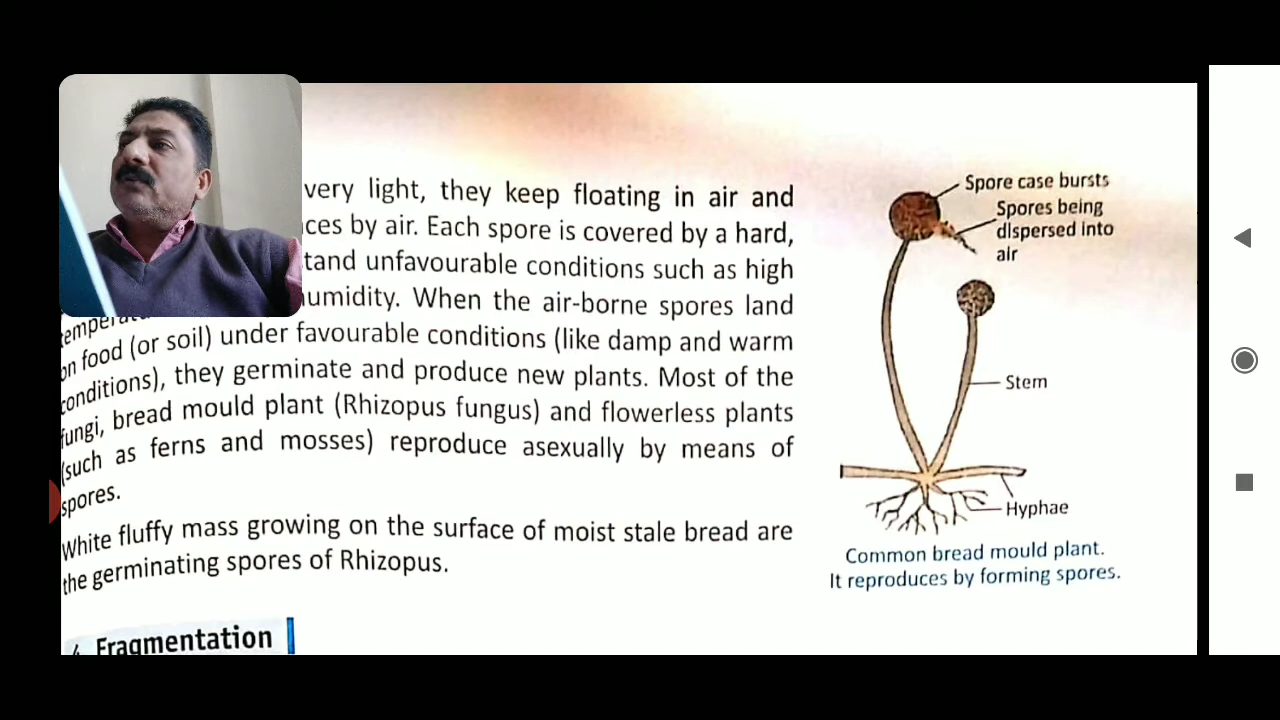 very light, they keep floating in air and
ces by air. Each spore is covered by a hard,
tand unfavourable conditions such as high
humidity. When the air-borne spores land
on food (or soil) under favourable conditions (like damp and warm
conditions), they germinate and produce new plants. Most of the
fungi, bread mould plant (Rhizopus fungus) and flowerless plants
(such as ferns and mosses) reproduce asexually by means of
spores.
White fluffy mass growing on the surface of moist stale bread are
the germinating spores of Rhizopus.
4. Fragmentation
Spore case bursts
Spores being
dispersed into
air
Stem
Hyphae
Common bread mould plant.
It reproduces by forming spores.